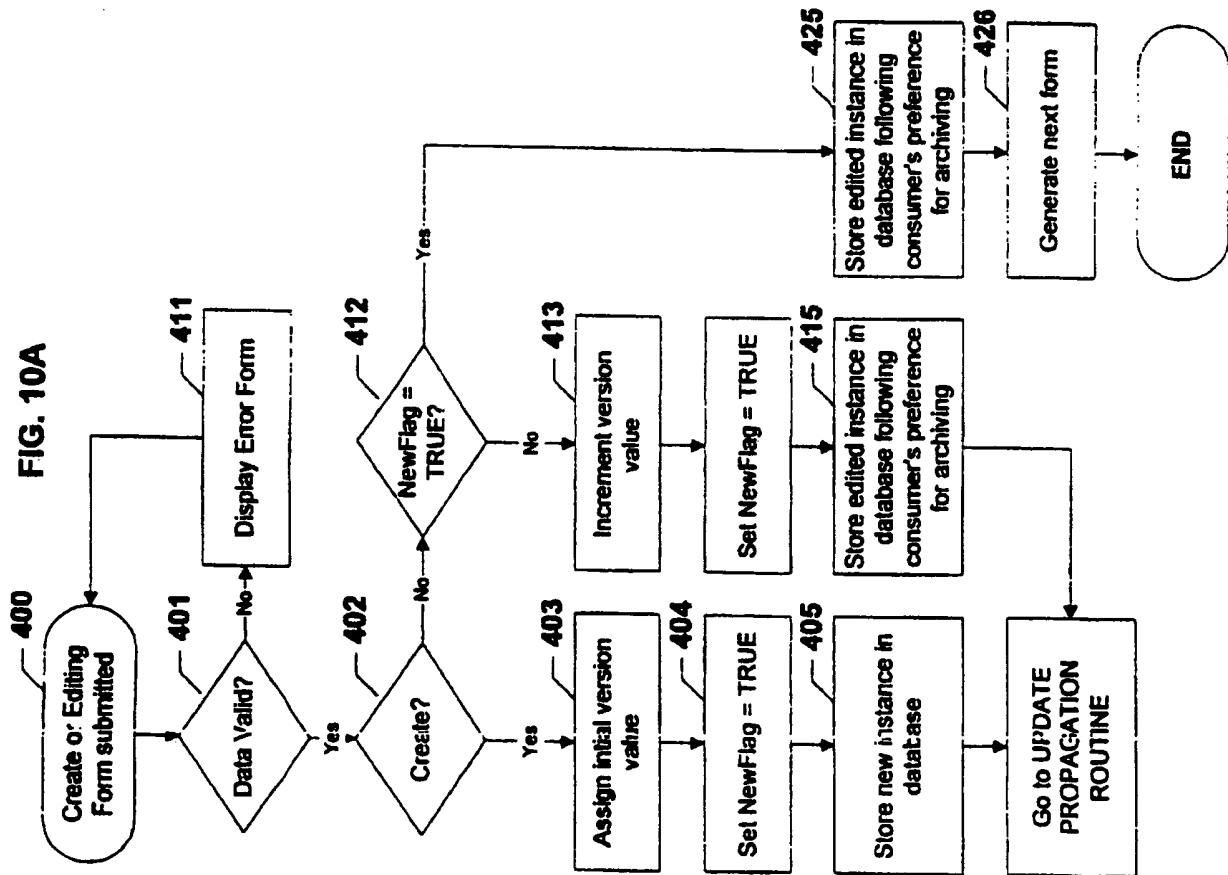 FIG. 10A
400
Create or Editing
Form submitted
401
Data Valid?
No
411
Display Error Form
Yes
402
Create?
No
412
NewFlag =
TRUE?
Yes
No
Yes
403
Assign intital version
value
404
Set NewFlag = TRUE
405
Store new instance in
datatase
Go to UPDATE
PROPAGATION
ROUTINE
413
Increment version
value
Set NewFlag = TRUE
415
Store edited instance in
database following
consumer's preference
for archiving
425
Store edited instance in
database following
consumer's preference
for archiving
426
Generate next form
END